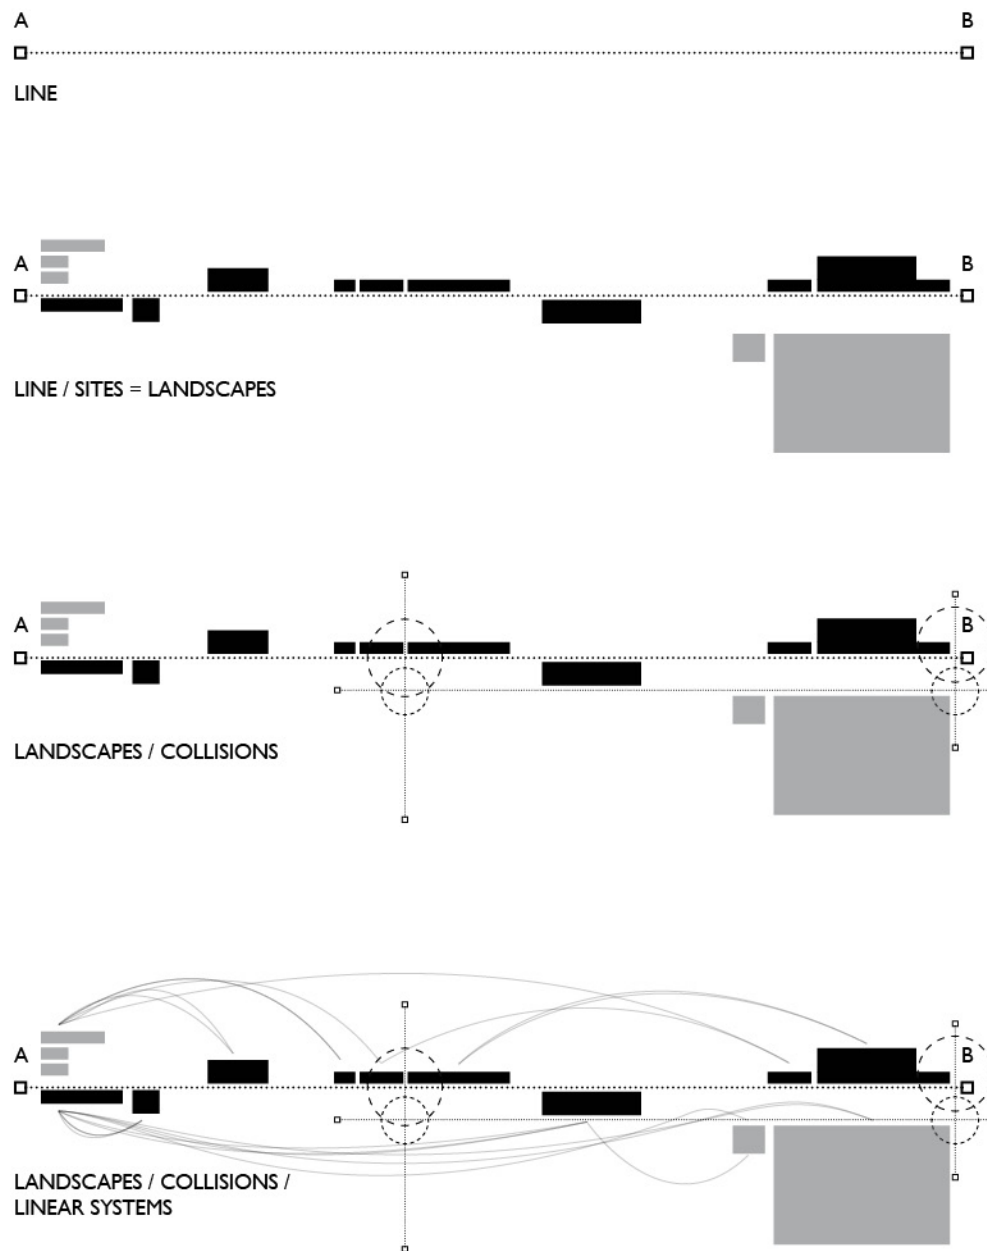 A B
LINE
A B
LINE / SITES = LANDSCAPES
A B
LANDSCAPES / COLLISIONS
A B
LANDSCAPES / COLLISIONS /
LINEAR SYSTEMS